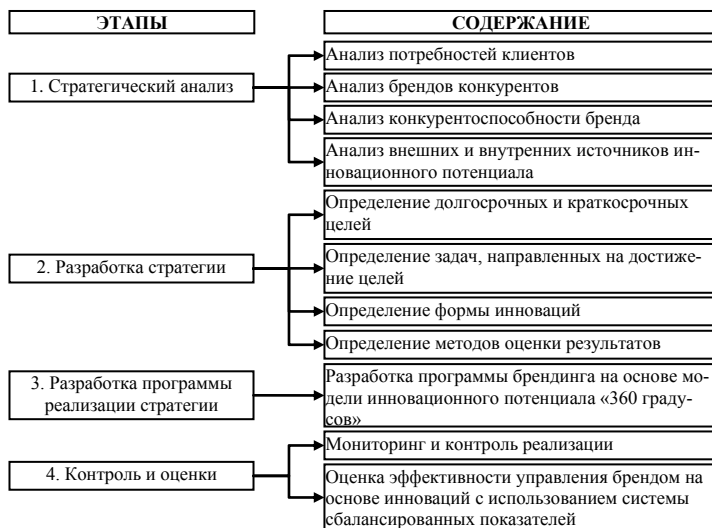 ЭТАПЫ
СОДЕРЖАНИЕ
1. Стратегический анализ
Анализ потребностей клиентов
Анализ брендов конкурентов
Анализ конкурентоспособности бренда
Анализ внешних и внутренних источников ин-
новационного потенциала
2. Разработка стратегии
Определение долгосрочных и краткосрочных
целей
Определение задач, направленных на достиже-
ние целей
Определение формы инноваций
Определение методов оценки результатов
3. Разработка программы
реализации стратегии
Разработка программы брендинга на основе мо-
дели инновационного потенциала «360 граду-
сов»
4. Контроль и оценки
Мониторинг и контроль реализации
Оценка эффективности управления брендом на
основе инноваций с использованием системы
сбалансированных показателей